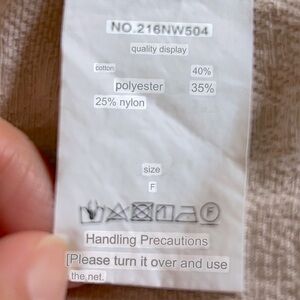 NO.216NW504
quality display
cotton 40%
polyester 35%
25% nylon
size
F
Handling Precautions
[Please turn it over and use
the net.